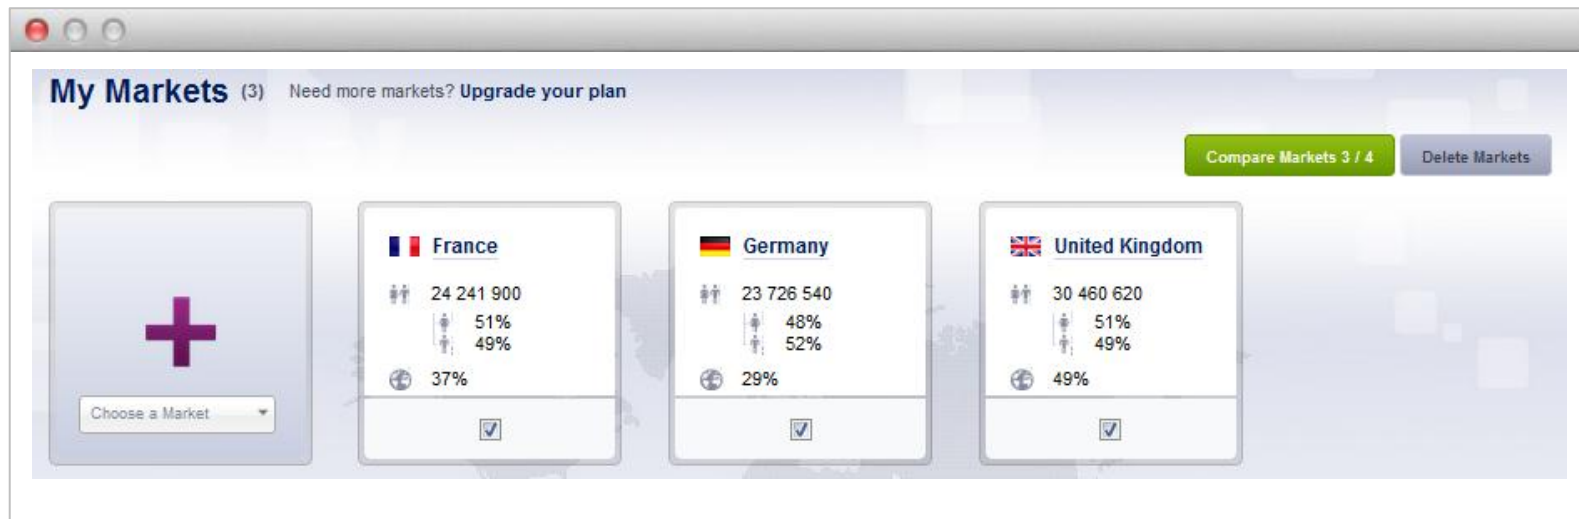 My Markets (3) Need more markets? Upgrade your plan
Compare Markets 3 / 4 Delete Markets
Choose a Market
France
24 241 900
51%
49%
37%
Germany
23 726 540
48%
52%
29%
United Kingdom
30 460 620
51%
49%
49%